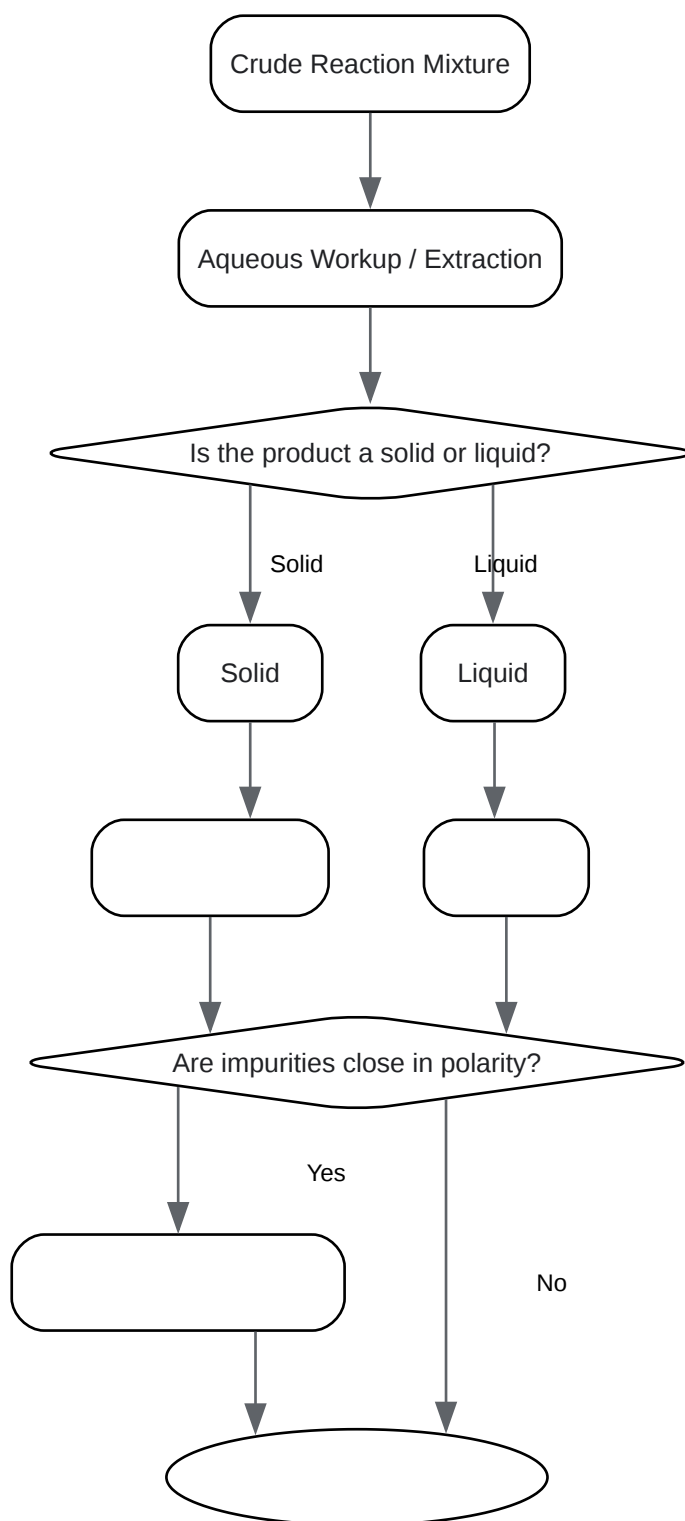 Crude Reaction Mixture
Aqueous Workup / Extraction
Is the product a solid or liquid?
Solid
Liquid
Solid
Liquid
Are impurities close in polarity?
Yes
No